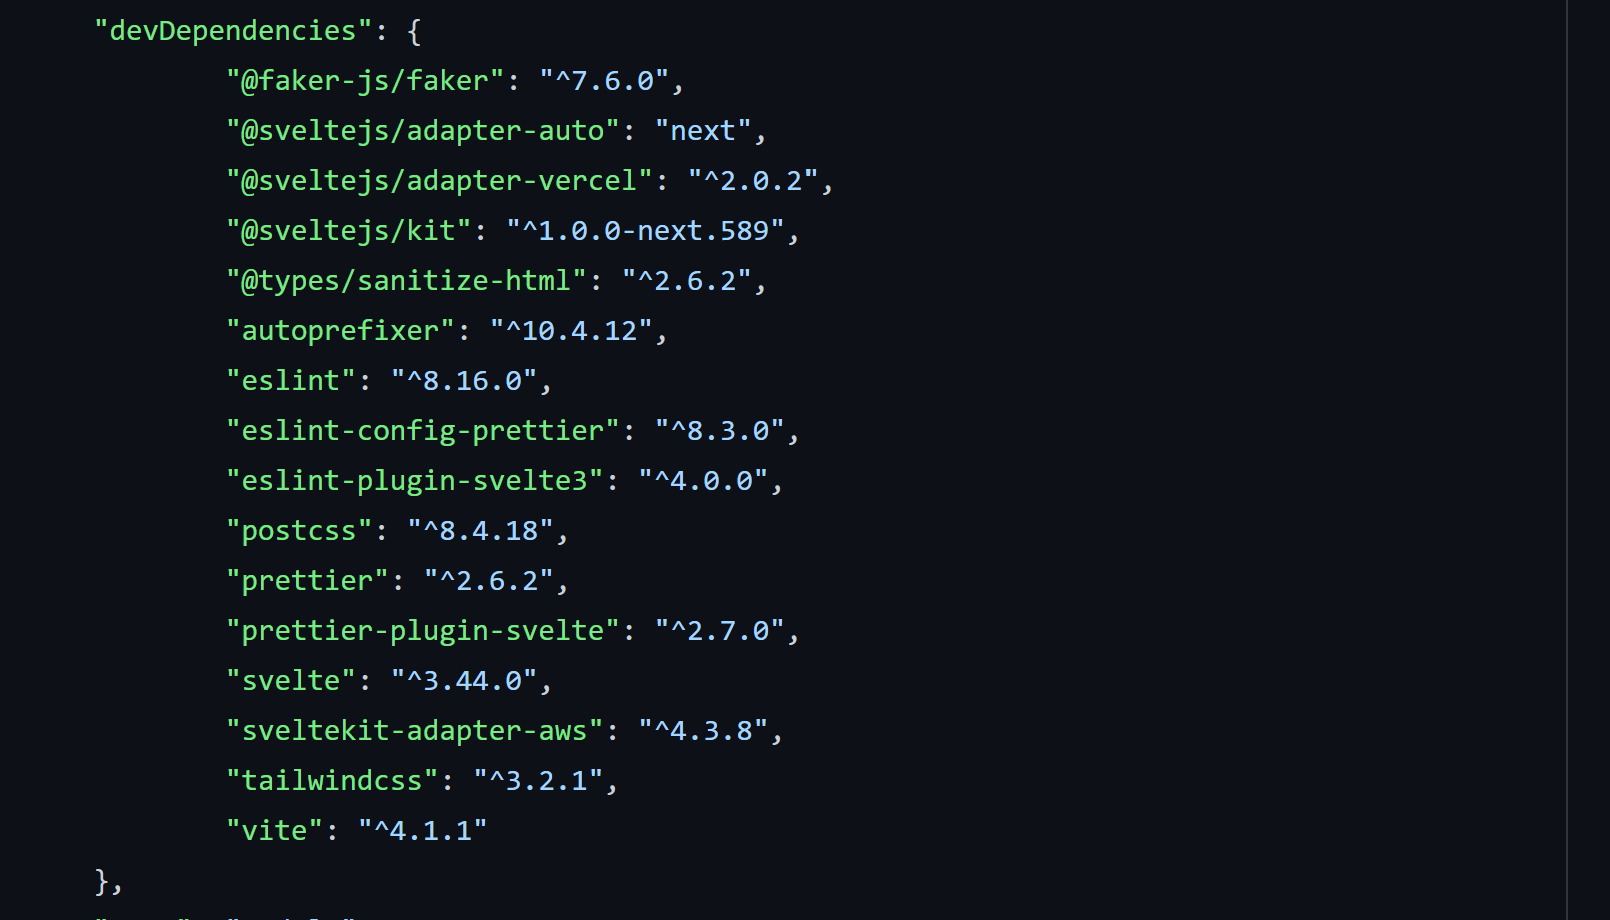 "devDependencies": {
"@faker-js/faker": "^7.6.0",
"@sveltejs/adapter-auto": "next",
"@sveltejs/adapter-vercel": "^2.0.2",
"@sveltejs/kit": "^1.0.0-next.589",
"@types/sanitize-html": "^2.6.2",
"autoprefixer": "^10.4.12",
"eslint": "^8.16.0",
"eslint-config-prettier": "^8.3.0",
"eslint-plugin-svelte3": "^4.0.0",
"postcss": "^8.4.18",
"prettier": "^2.6.2",
"prettier-plugin-svelte": "^2.7.0",
"svelte": "^3.44.0",
"sveltekit-adapter-aws": "^4.3.8",
"tailwindcss": "^3.2.1",
"vite": "^4.1.1"
},